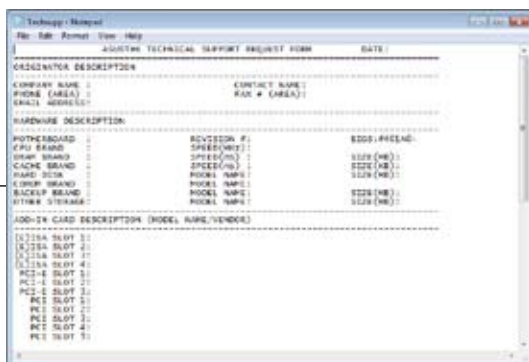 Techsupp - Notepad
File Edit Format View Help
ASUSTEK TECHNICAL SUPPORT REQUEST FORM DATE:
ORIGINATOR DESCRIPTION
COMPANY NAME : CONTACT NAME:
PHONE (AREA) : FAX # (AREA):
EMAIL ADDRESS:
HARDWARE DESCRIPTION
MOTHERBOARD : REVISION #: BIOS:
CPU BRAND : SPEED(MHz):
DRAM BRAND : SPEED(ns) : SIZE(MB):
CACHE BRAND : SPEED(ns) : SIZE(KB):
HARD DISK : MODEL NAME: SIZE(MB):
CDROM BRAND : MODEL NAME:
BACKUP BRAND : MODEL NAME: SIZE(MB):
OTHER STORAGE: MODEL NAME: SIZE(MB):
ADD-IN CARD DESCRIPTION (MODEL NAME/VENDOR)
[E]ISA SLOT 1:
[E]ISA SLOT 2:
[E]ISA SLOT 3:
[E]ISA SLOT 4:
PCI-E SLOT 1:
PCI-E SLOT 2:
PCI-E SLOT 3:
PCI SLOT 1:
PCI SLOT 2:
PCI SLOT 3:
PCI SLOT 4:
PCI SLOT 5: